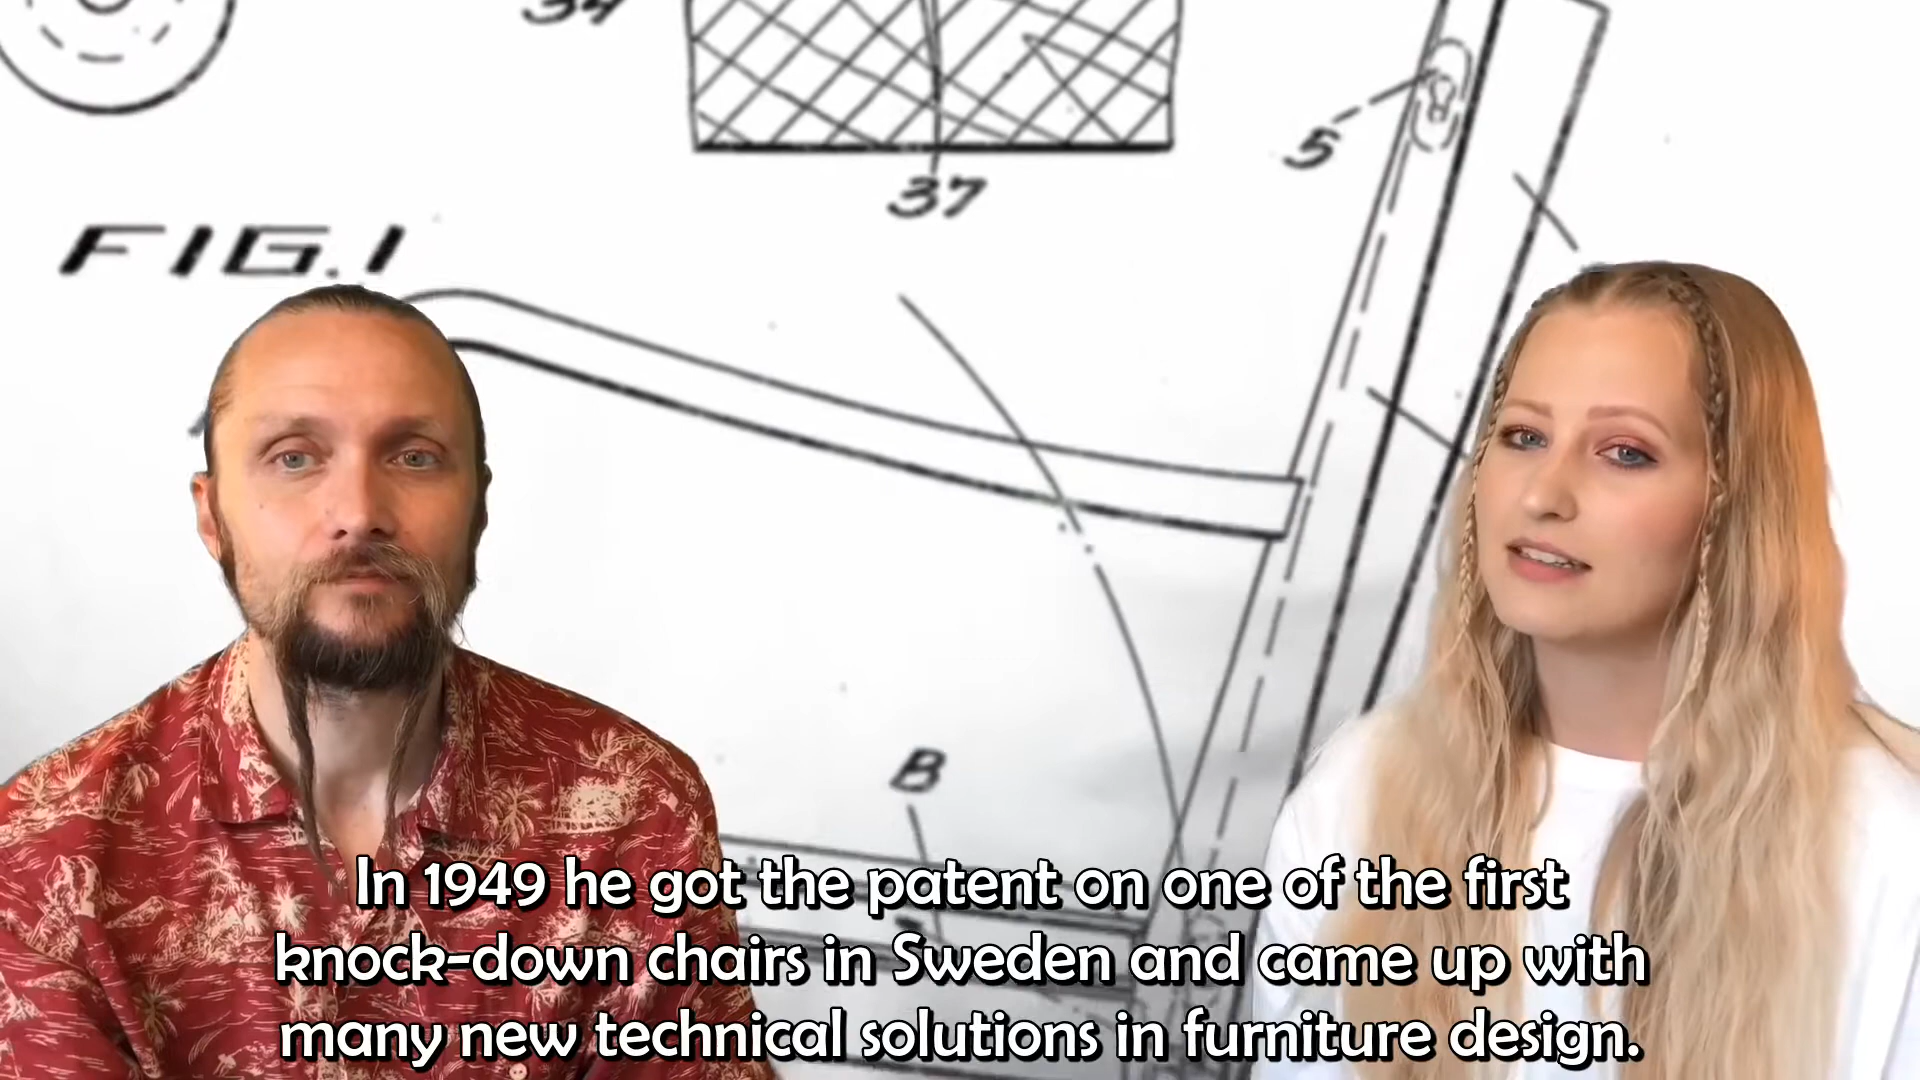 34
37
5
FIG.1
B
In 1949 he got the patent on one of the first
knock-down chairs in Sweden and came up with
many new technical solutions in furniture design.